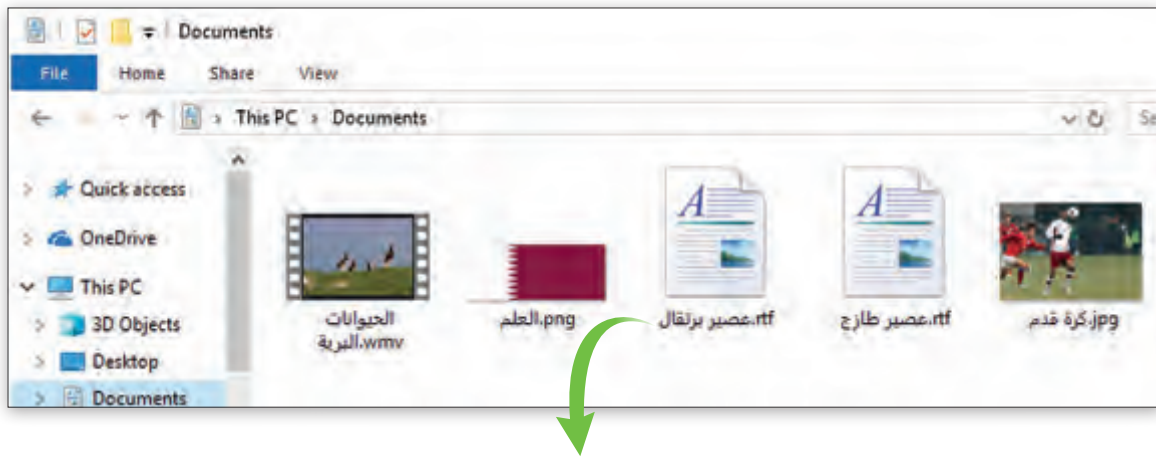 Documents
File Home Share View
This PC > Documents
Se
Quick access
OneDrive
This PC
3D Objects
Desktop
Documents
الحيوانات
البرية.wmv
العلم.png
عصير برتقال.rtf
عصير طازج.rtf
كرة قدم.jpg